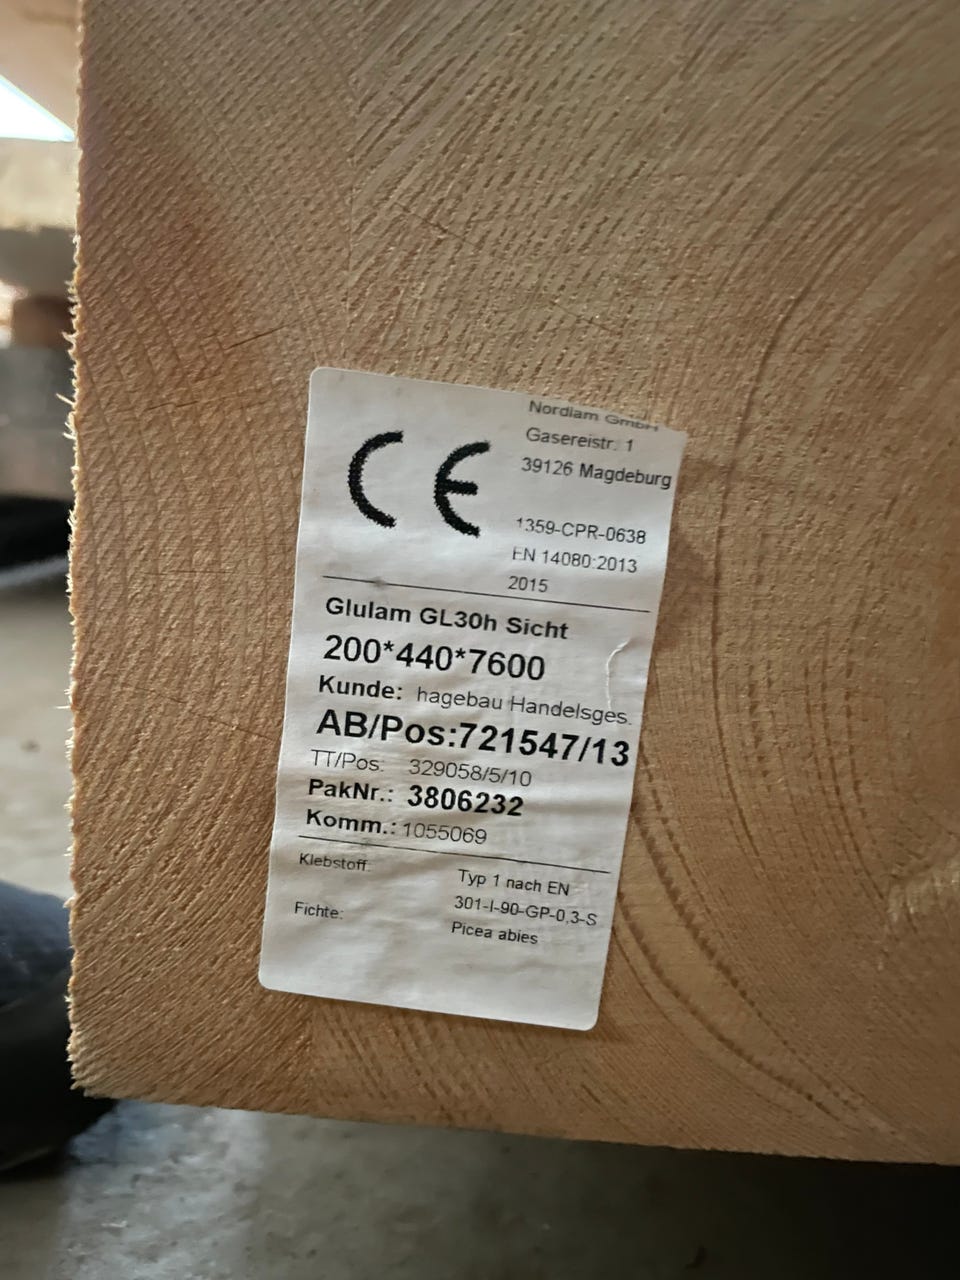 CE
Nordlam GmbH
Gasereistr. 1
39126 Magdeburg
1359-CPR-0638
EN 14080:2013
2015
Glulam GL30h Sicht
200*440*7600
Kunde: hagebau Handelsges.
AB/Pos:721547/13
TT/Pos: 329058/5/10
PakNr.: 3806232
Komm.: 1055069
Klebstoff: Typ 1 nach EN
301-I-90-GP-0,3-S
Fichte: Picea abies